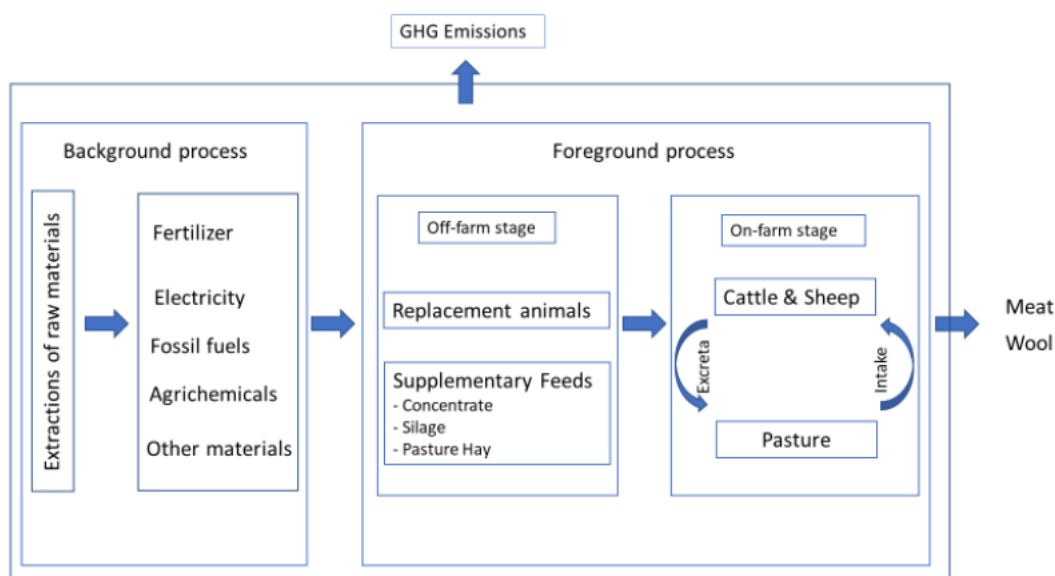 GHG Emissions
Background process
Extractions of raw materials
Fertilizer
Electricity
Fossil fuels
Agrichemicals
Other materials
Foreground process
Off-farm stage
Replacement animals
Supplementary Feeds
- Concentrate
- Silage
- Pasture Hay
On-farm stage
Cattle & Sheep
Excreta
Intake
Pasture
Meat
Wool